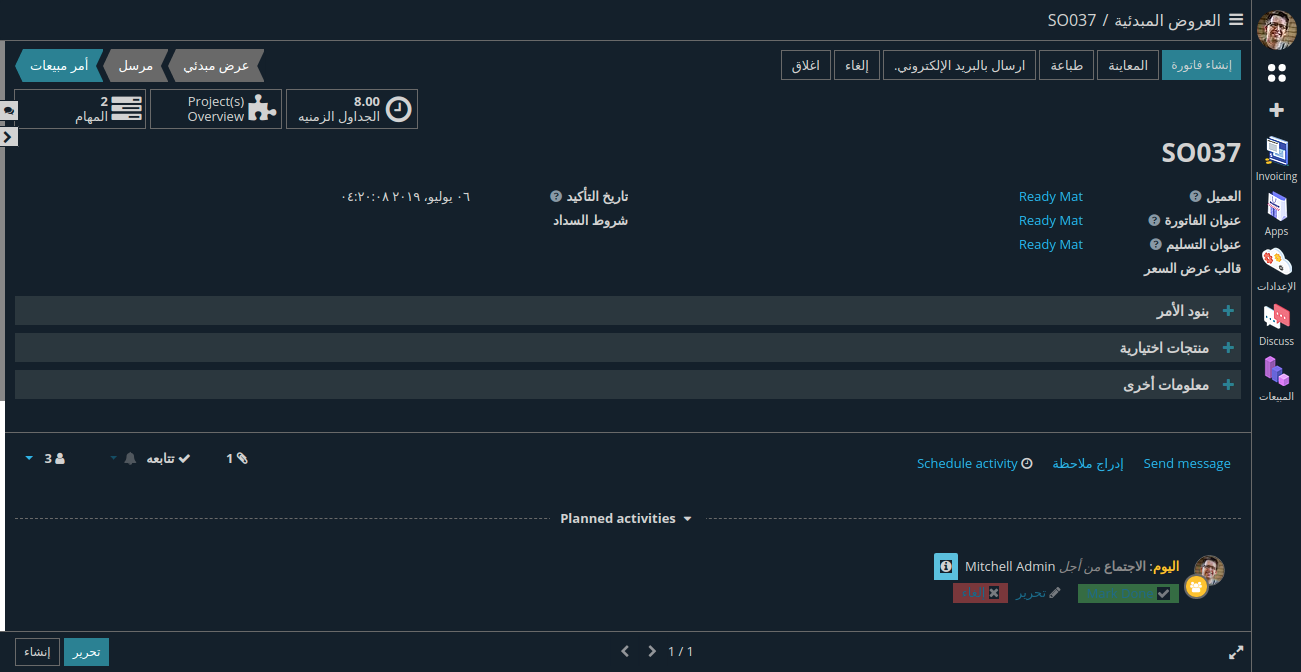 العروض المبدئية / SO037
إنشاء فاتورة
المعاينة
طباعة
ارسال بالبريد الإلكتروني.
إلغاء
اغلاق
عرض مبدئي
مرسل
أمر مبيعات
8.00
الجداول الزمنيه
Project(s)
Overview
2
المهام
SO037
العميل
Ready Mat
تاريخ التأكيد
٠٦ يوليو، ٢٠١٩ ٠٤:٢٠:٠٨
عنوان الفاتورة
Ready Mat
شروط السداد
عنوان التسليم
Ready Mat
قالب عرض السعر
بنود الأمر
منتجات اختيارية
معلومات أخرى
Send message
إدراج ملاحظة
Schedule activity
1
تتابعه
3
Planned activities
اليوم: الاجتماع من أجل Mitchell Admin
تحرير
إلغاء
تحرير
إنشاء
1 / 1
Invoicing
Apps
الإعدادات
Discuss
المبيعات